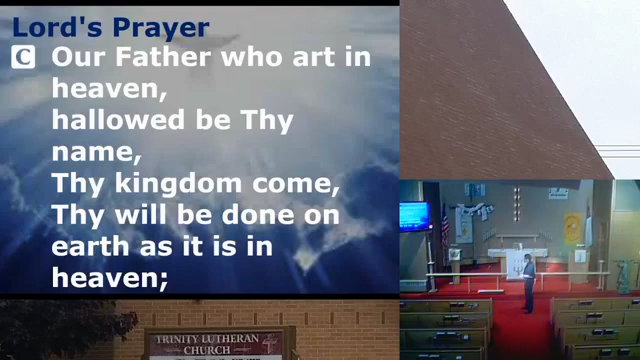 Lord's Prayer
C Our Father who art in
heaven,
hallowed be Thy
name,
Thy kingdom come,
Thy will be done on
earth as it is in
heaven;
TRINITY LUTHERAN
CHURCH